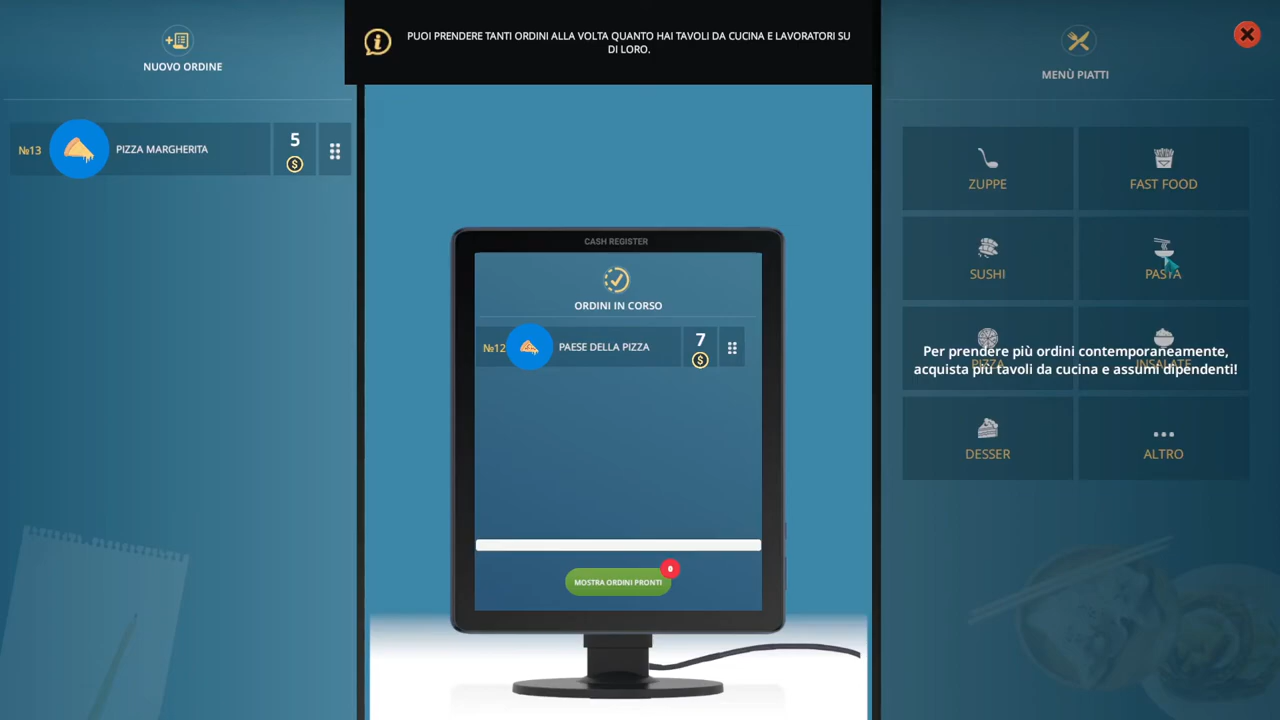 NUOVO ORDINE
№13
PIZZA MARGHERITA
5
PUOI PRENDERE TANTI ORDINI ALLA VOLTA QUANTO HAI TAVOLI DA CUCINA E LAVORATORI SU
DI LORO.
CASH REGISTER
ORDINI IN CORSO
№12
PAESE DELLA PIZZA
7
MOSTRA ORDINI PRONTI
0
MENÙ PIATTI
ZUPPE
FAST FOOD
SUSHI
PASTA
Per prendere più ordini contemporaneamente,
acquista più tavoli da cucina e assumi dipendenti!
PIZZA
INSALATE
DESSER
ALTRO